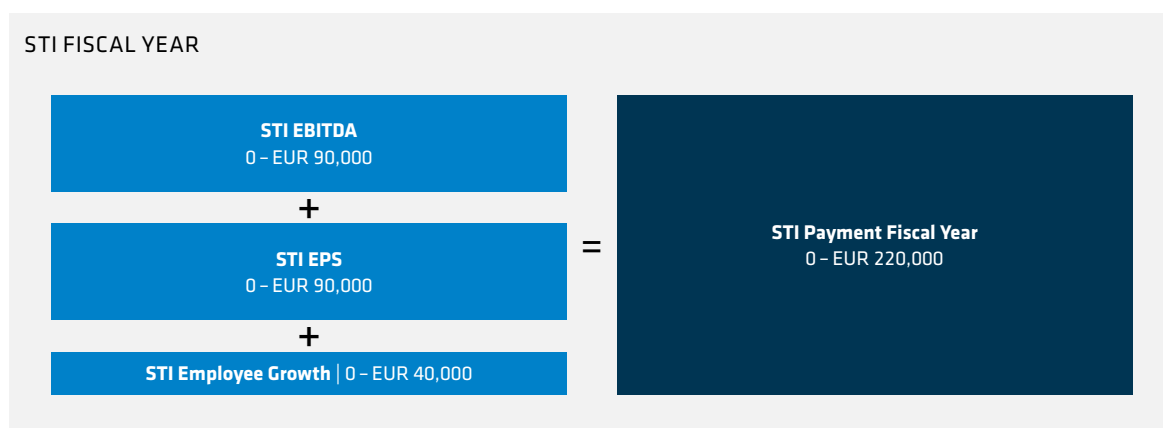 STI FISCAL YEAR
STI EBITDA
0 – EUR 90,000
+
STI EPS
0 – EUR 90,000
+
STI Employee Growth | 0 – EUR 40,000
=
STI Payment Fiscal Year
0 – EUR 220,000